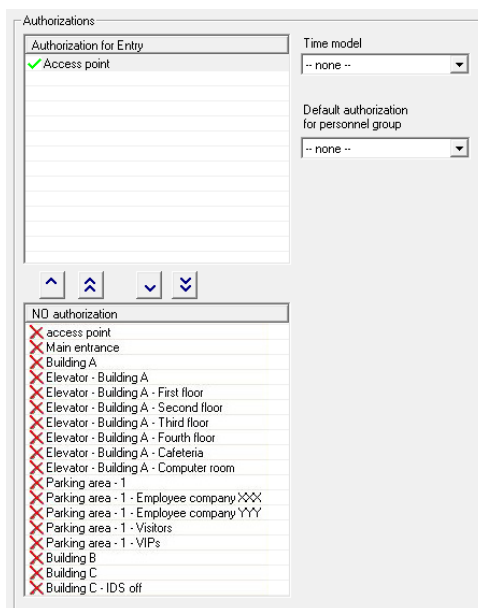 Authorizations
Authorization for Entry
Access point
Time model
-- none --
Default authorization
for personnel group
-- none --
NO authorization
access point
Main entrance
Building A
Elevator - Building A
Elevator - Building A - First floor
Elevator - Building A - Second floor
Elevator - Building A - Third floor
Elevator - Building A - Fourth floor
Elevator - Building A - Cafeteria
Elevator - Building A - Computer room
Parking area - 1
Parking area - 1 - Employee company XXX
Parking area - 1 - Employee company YYY
Parking area - 1 - Visitors
Parking area - 1 - VIPs
Building B
Building C
Building C - IDS off